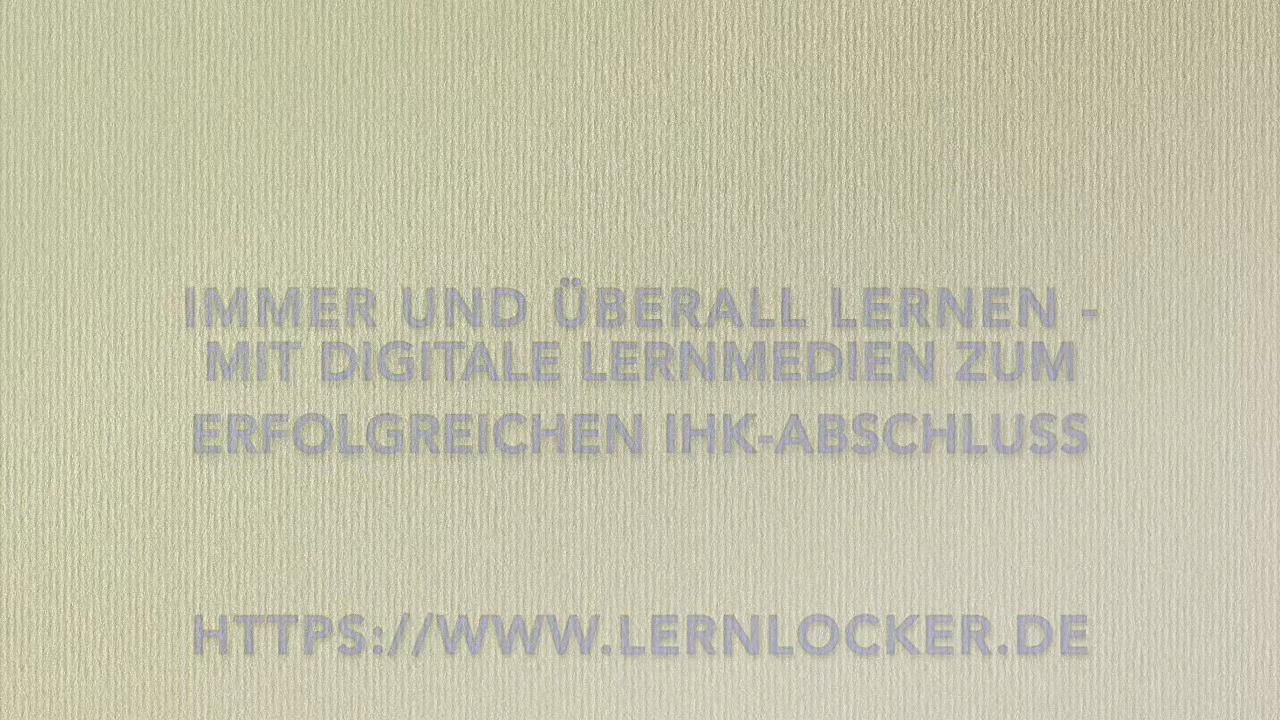 IMMER UND ÜBERALL LERNEN -
MIT DIGITALE LERNMEDIEN ZUM
ERFOLGREICHEN IHK-ABSCHLUSS
HTTPS://WWW.LERNLOCKER.DE